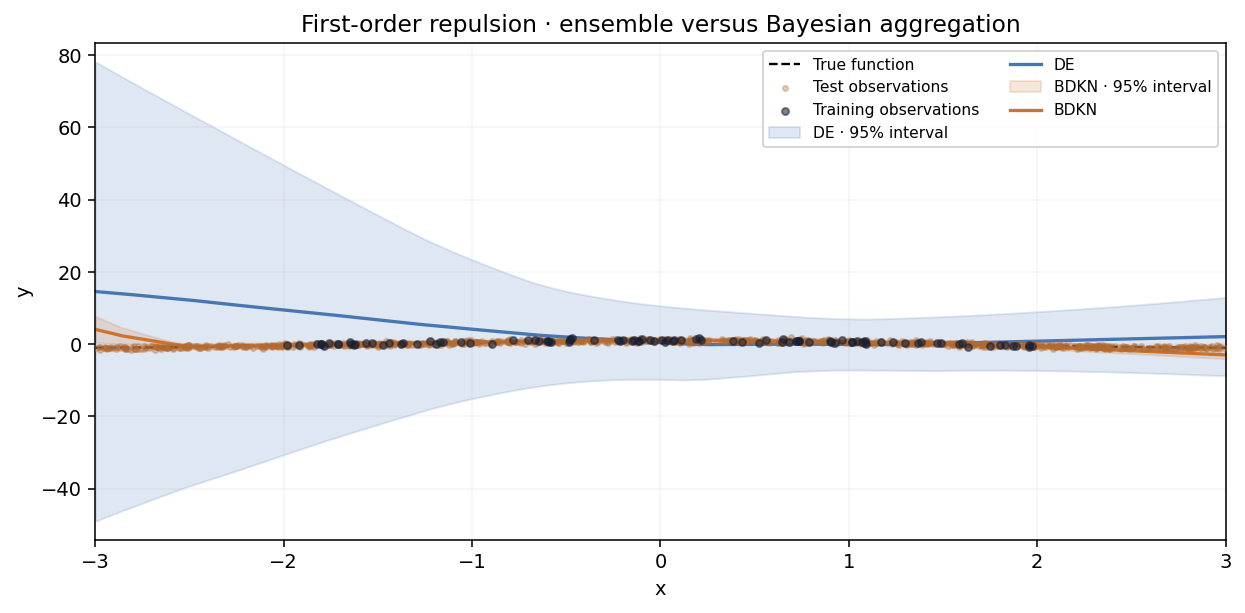 First-order repulsion · ensemble versus Bayesian aggregation
80
60
40
20
0
−20
−40
y
True function
Test observations
Training observations
DE · 95% interval
DE
BDKN · 95% interval
BDKN
−3
−2
−1
0
1
2
3
x